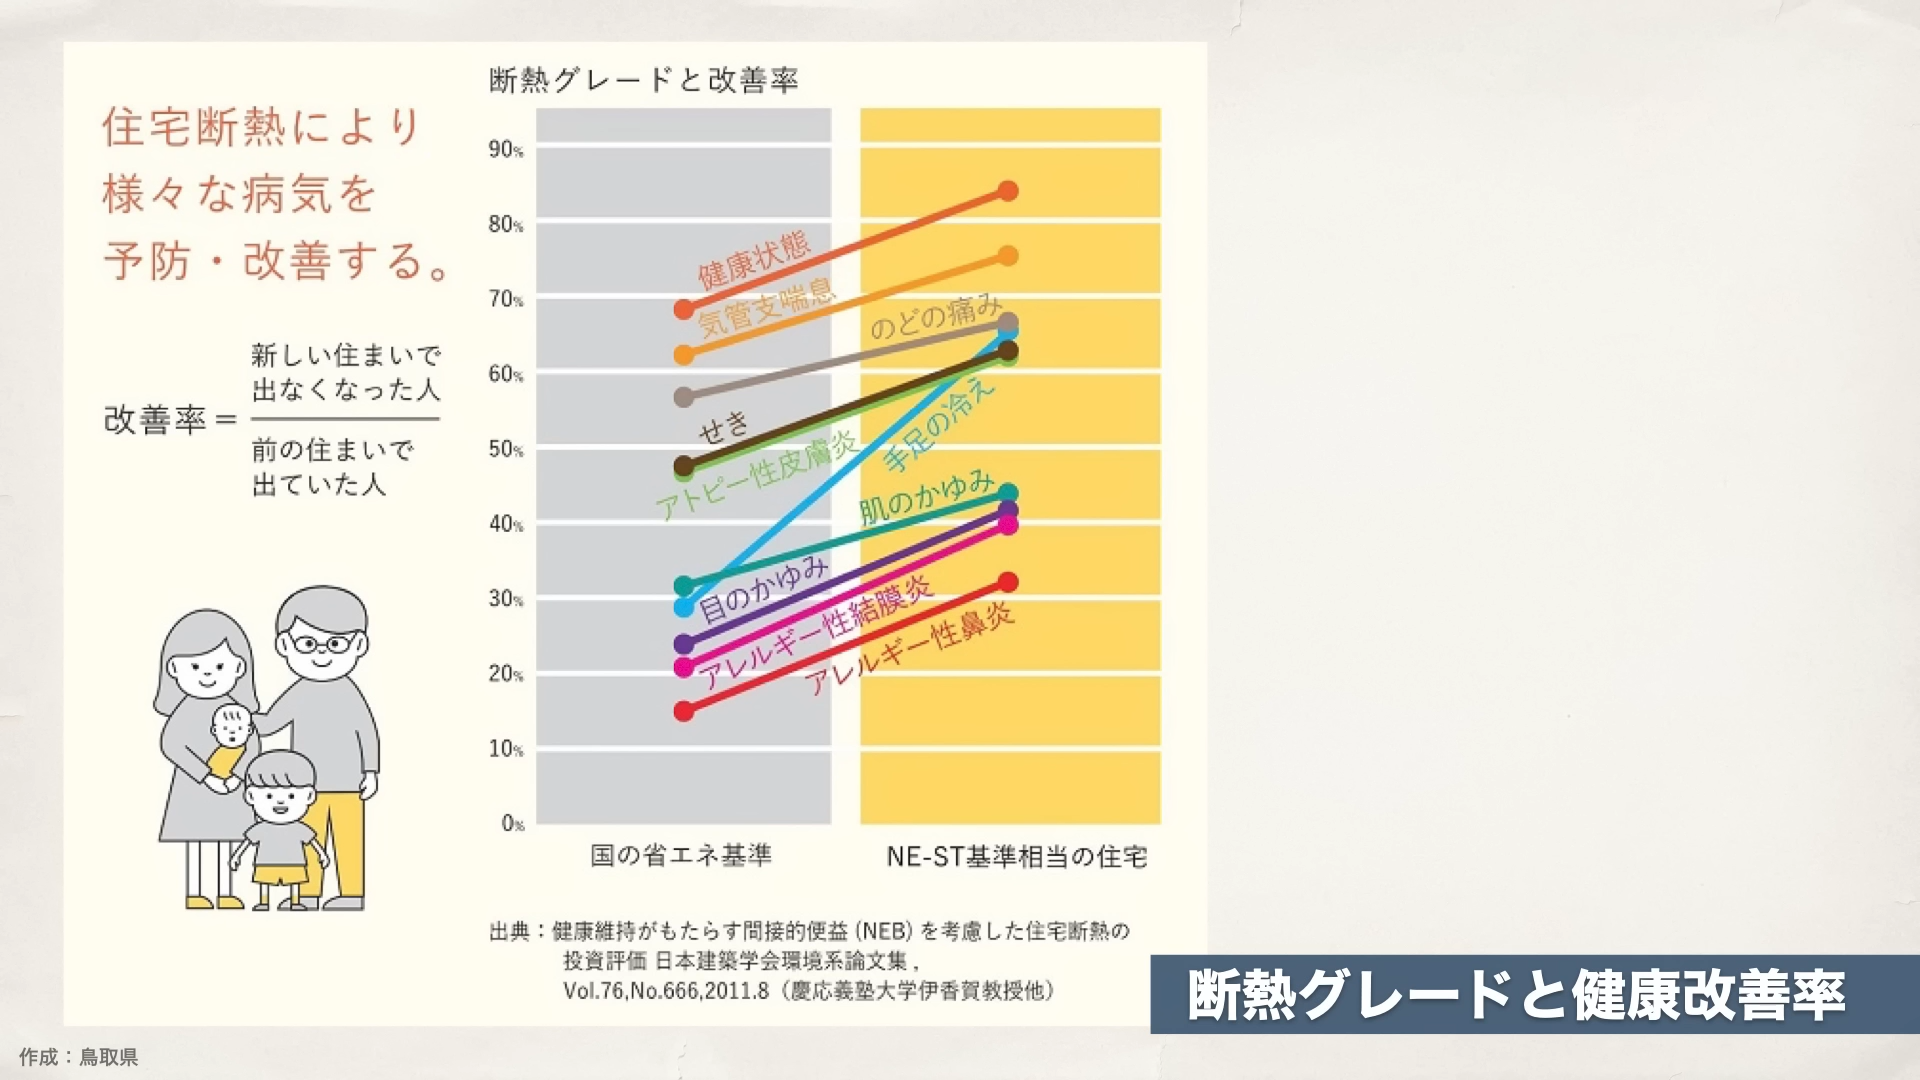 住宅断熱により
様々な病気を
予防・改善する。
改善率＝
新しい住まいで
出なくなった人
前の住まいで
出ていた人
断熱グレードと改善率
90%
80%
70%
60%
50%
40%
30%
20%
10%
0%
健康状態
気管支喘息
のどの痛み
せき
アトピー性皮膚炎
手足の冷え
肌のかゆみ
目のかゆみ
アレルギー性結膜炎
アレルギー性鼻炎
国の省エネ基準
NE-ST基準相当の住宅
出典：健康維持がもたらす間接的便益 (NEB) を考慮した住宅断熱の
投資評価 日本建築学会環境系論文集 ,
Vol.76,No.666,2011.8（慶応義塾大学伊香賀教授他）
断熱グレードと健康改善率
作成：鳥取県